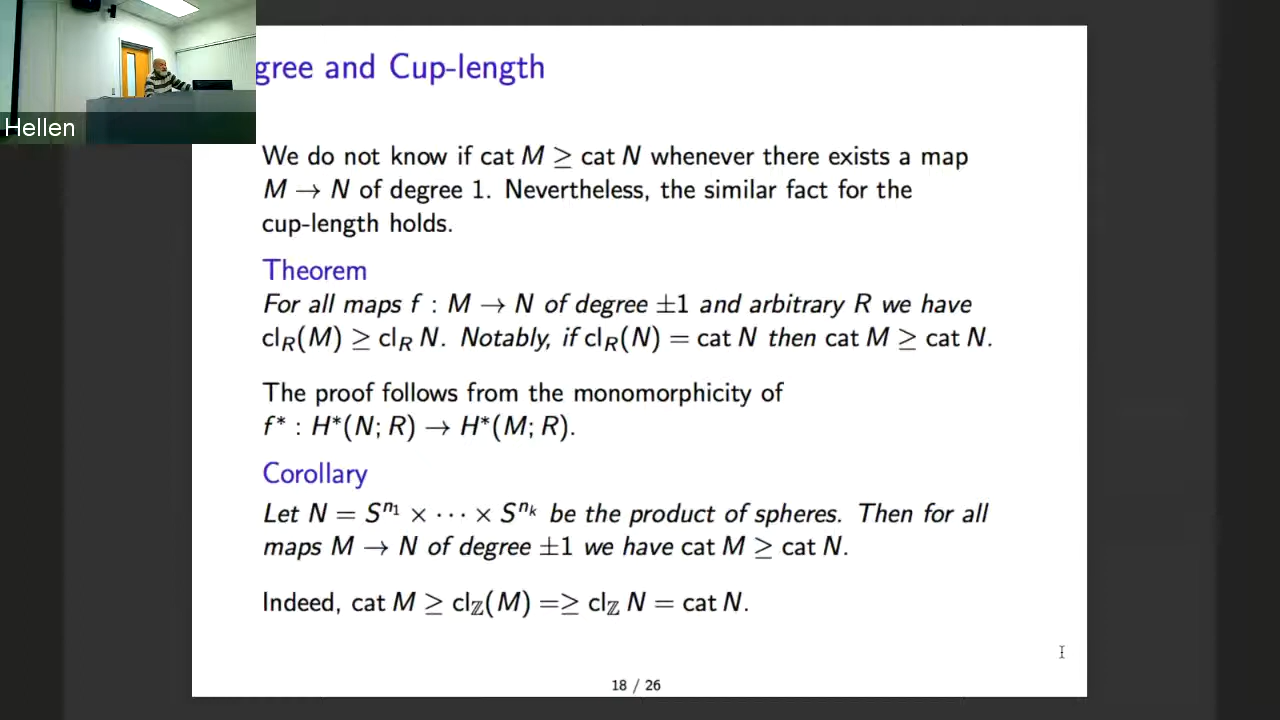 gree and Cup-length
Hellen
We do not know if cat M ≥ cat N whenever there exists a map
M → N of degree 1. Nevertheless, the similar fact for the
cup-length holds.
Theorem
For all maps f : M → N of degree ±1 and arbitrary R we have
cl_R(M) ≥ cl_R N. Notably, if cl_R(N) = cat N then cat M ≥ cat N.
The proof follows from the monomorphicity of
f* : H*(N; R) → H*(M; R).
Corollary
Let N = S^{n_1} × ⋯ × S^{n_k} be the product of spheres. Then for all
maps M → N of degree ±1 we have cat M ≥ cat N.
Indeed, cat M ≥ cl_ℤ(M) =≥ cl_ℤ N = cat N.
18 / 26